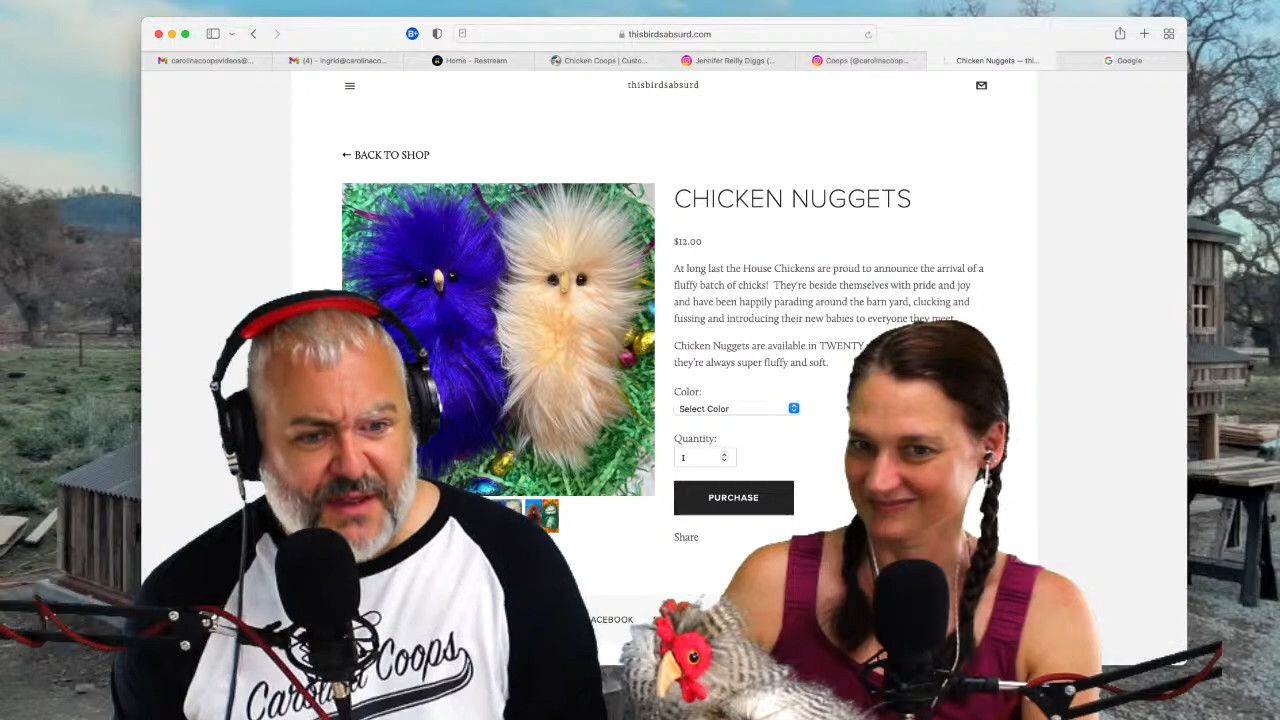 thisbirdsabsurd.com
carolinacoopsvideos@...
(4) - ingrid@carolinaco...
Home - Restream
Chicken Coops | Custo...
Jennifer Reilly Diggs (...
Coops (@carolinacoop...
Chicken Nuggets — thi...
Google
thisbirdsabsurd
← BACK TO SHOP
CHICKEN NUGGETS
$12.00
At long last the House Chickens are proud to announce the arrival of a
fluffy batch of chicks! They're beside themselves with pride and joy
and have been happily parading around the barn yard, clucking and
fussing and introducing their new babies to everyone they meet.
Chicken Nuggets are available in TWENTY
they're always super fluffy and soft.
Color:
Select Color
Quantity:
1
PURCHASE
Share
ACEBOOK
Carolina Coops